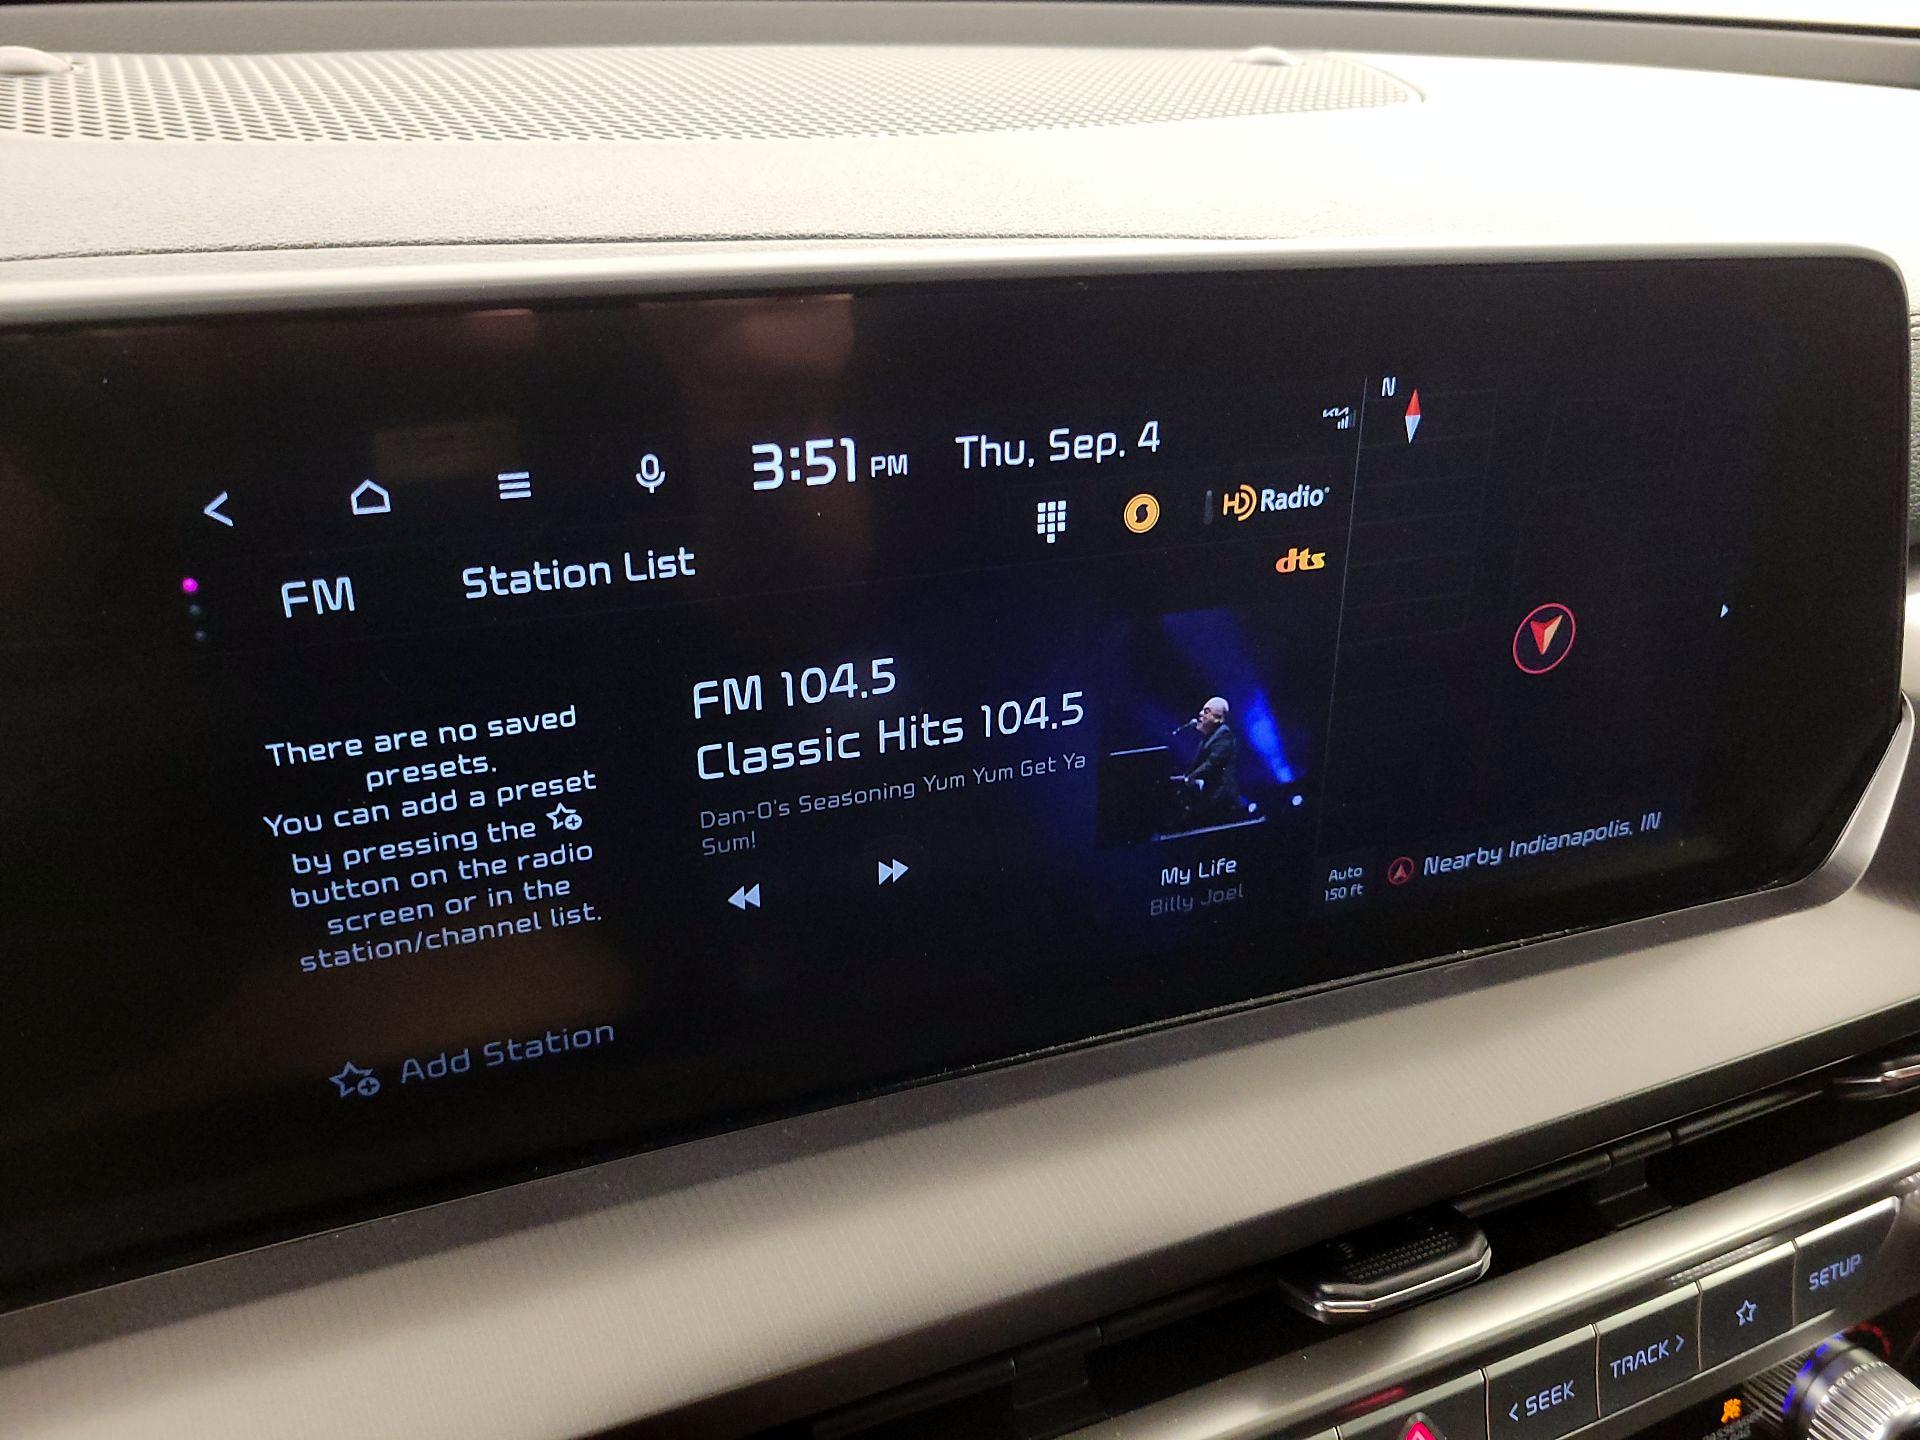 3:51 PM Thu, Sep. 4
KIA
N
HD Radio
dts
FM Station List
There are no saved
presets.
You can add a preset
by pressing the
button on the radio
screen or in the
station/channel list.
Add Station
FM 104.5
Classic Hits 104.5
Dan-O's Seasoning Yum Yum Get Ya
Sum!
My Life
Billy Joel
Auto
150 ft
Nearby Indianapolis, IN
< SEEK
TRACK >
SETUP
PASSENGER